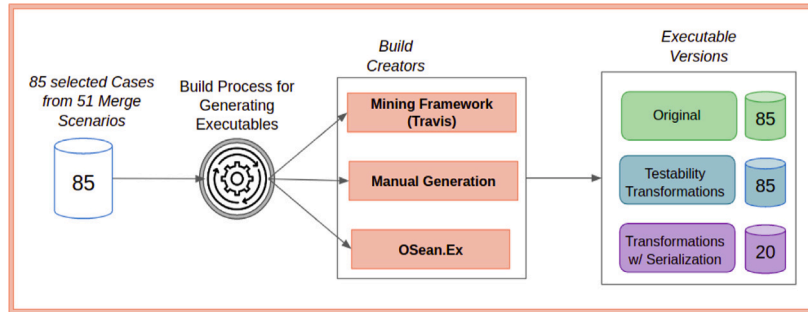 85 selected Cases
from 51 Merge
Scenarios
85
Build Process for
Generating
Executables
Build
Creators
Mining Framework
(Travis)
Manual Generation
OSean.Ex
Executable
Versions
Original
85
Testability
Transformations
85
Transformations
w/ Serialization
20